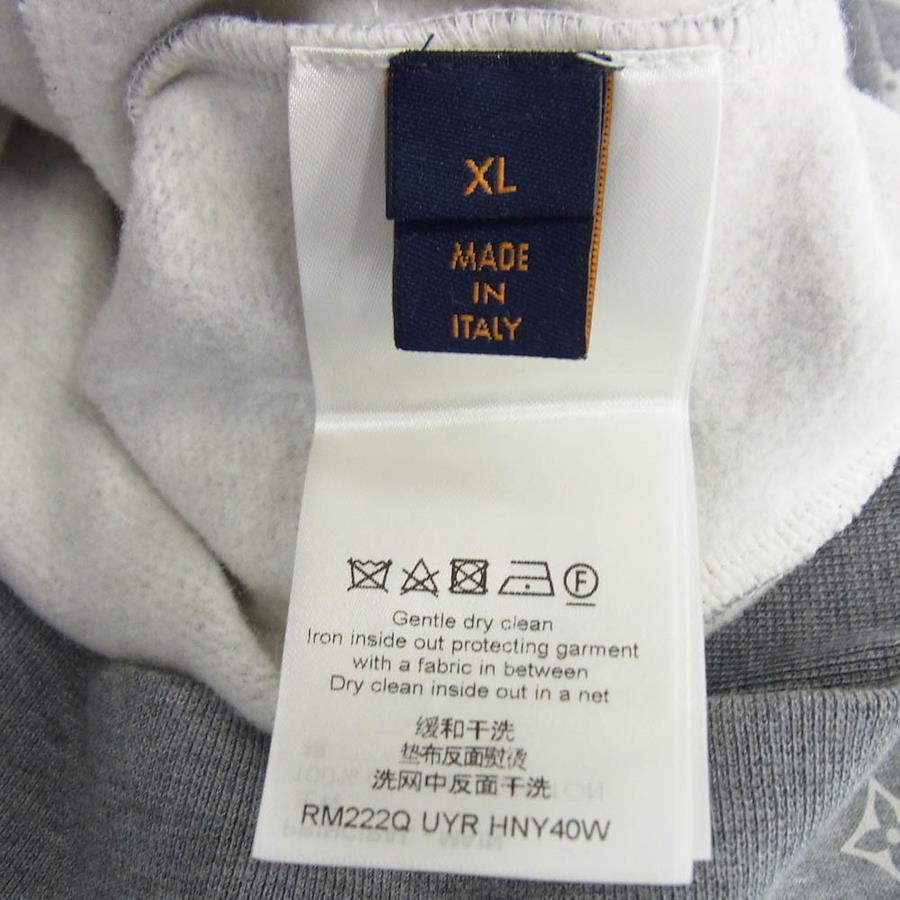 XL
MADE
IN
ITALY
F
Gentle dry clean
Iron inside out protecting garment
with a fabric in between
Dry clean inside out in a net
缓和干洗
垫布反面熨烫
洗网中反面干洗
RM222Q UYR HNY40W